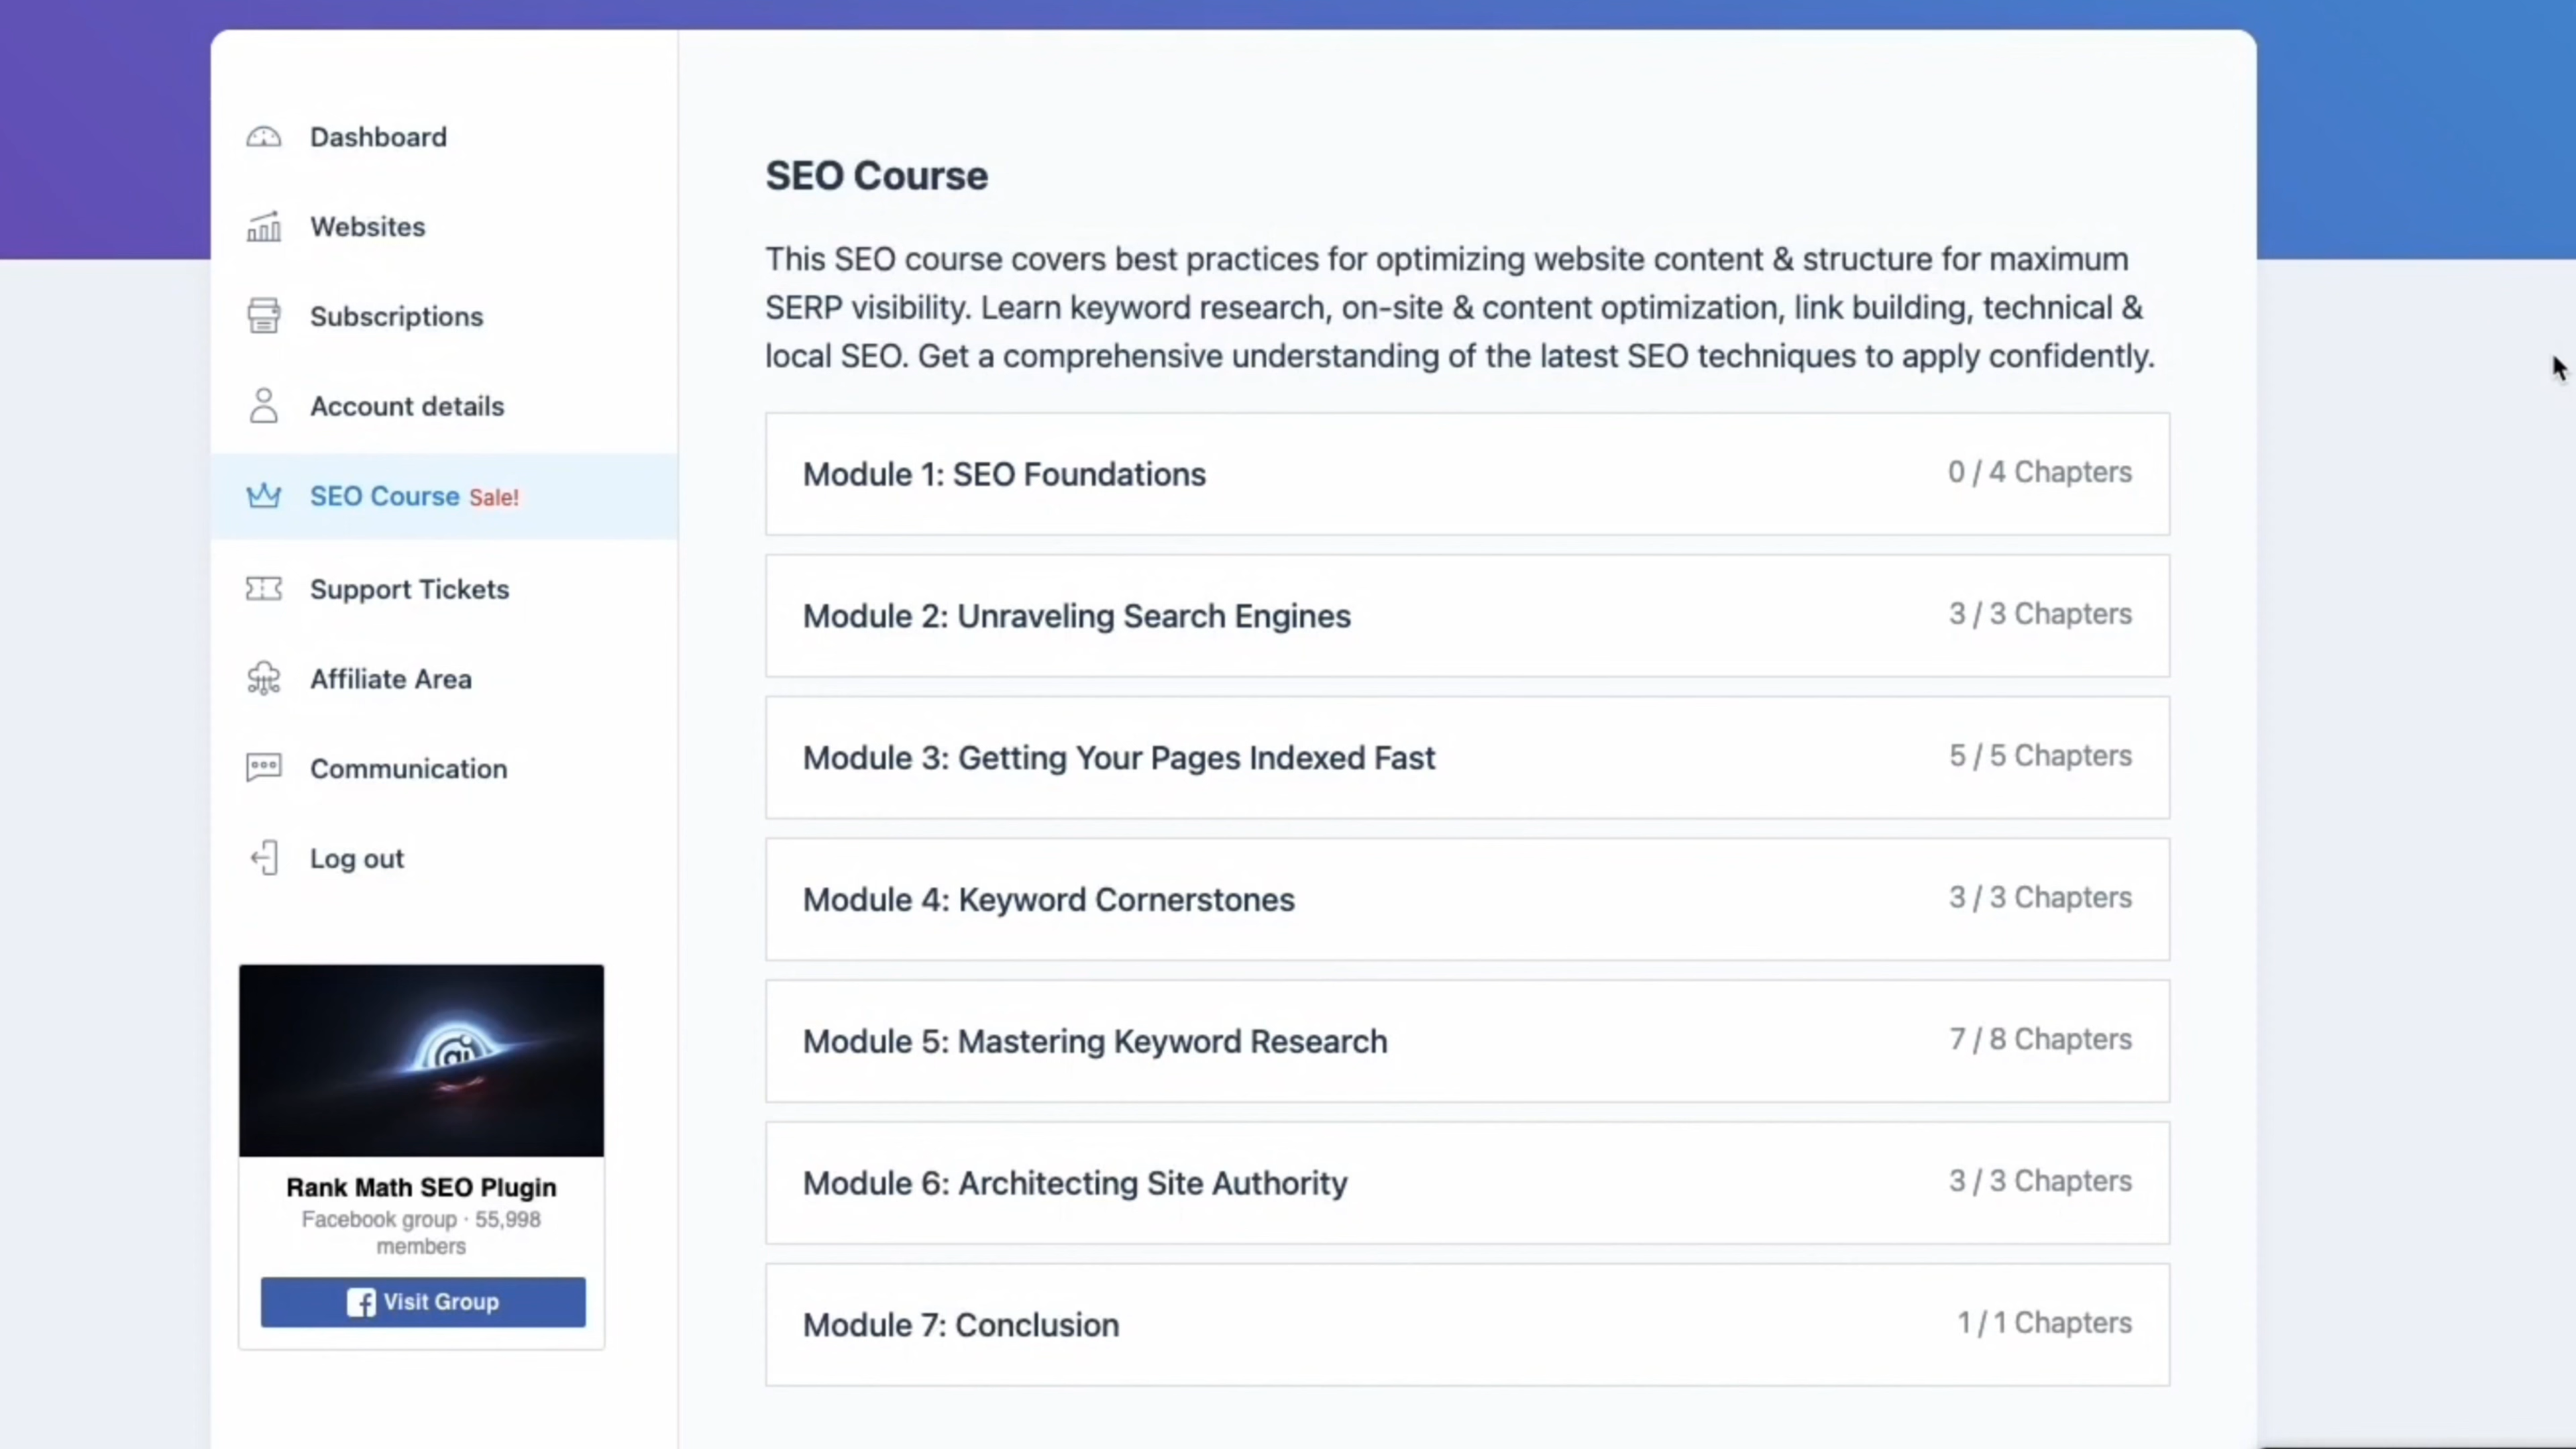 Dashboard
Websites
Subscriptions
Account details
SEO Course Sale!
Support Tickets
Affiliate Area
Communication
Log out
ai
Rank Math SEO Plugin
Facebook group · 55,998
members
Visit Group
SEO Course
This SEO course covers best practices for optimizing website content & structure for maximum
SERP visibility. Learn keyword research, on-site & content optimization, link building, technical &
local SEO. Get a comprehensive understanding of the latest SEO techniques to apply confidently.
Module 1: SEO Foundations 0 / 4 Chapters
Module 2: Unraveling Search Engines 3 / 3 Chapters
Module 3: Getting Your Pages Indexed Fast 5 / 5 Chapters
Module 4: Keyword Cornerstones 3 / 3 Chapters
Module 5: Mastering Keyword Research 7 / 8 Chapters
Module 6: Architecting Site Authority 3 / 3 Chapters
Module 7: Conclusion 1 / 1 Chapters